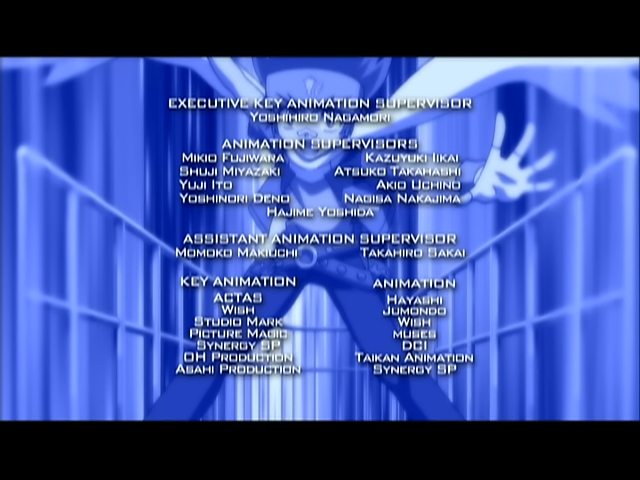 EXECUTIVE KEY ANIMATION SUPERVISOR
YOSHIHIRO NAGAMORI
ANIMATION SUPERVISORS
MIKIO FUJIWARA KAZUYUKI IIKAI
SHUJI MIYAZAKI ATSUKO TAKAHASHI
YUJI ITO AKIO UCHINO
YOSHINORI DENO NAGISA NAKAJIMA
HAJIME YOSHIDA
ASSISTANT ANIMATION SUPERVISOR
MOMOKO MAKIUCHI TAKAHIRO SAKAI
KEY ANIMATION
ACTAS
WISH
STUDIO MARK
PICTURE MAGIC
SYNERGY SP
OH PRODUCTION
ASAHI PRODUCTION
ANIMATION
HAYASHI
JUMONDO
WISH
MUSES
DCI
TAIKAN ANIMATION
SYNERGY SP